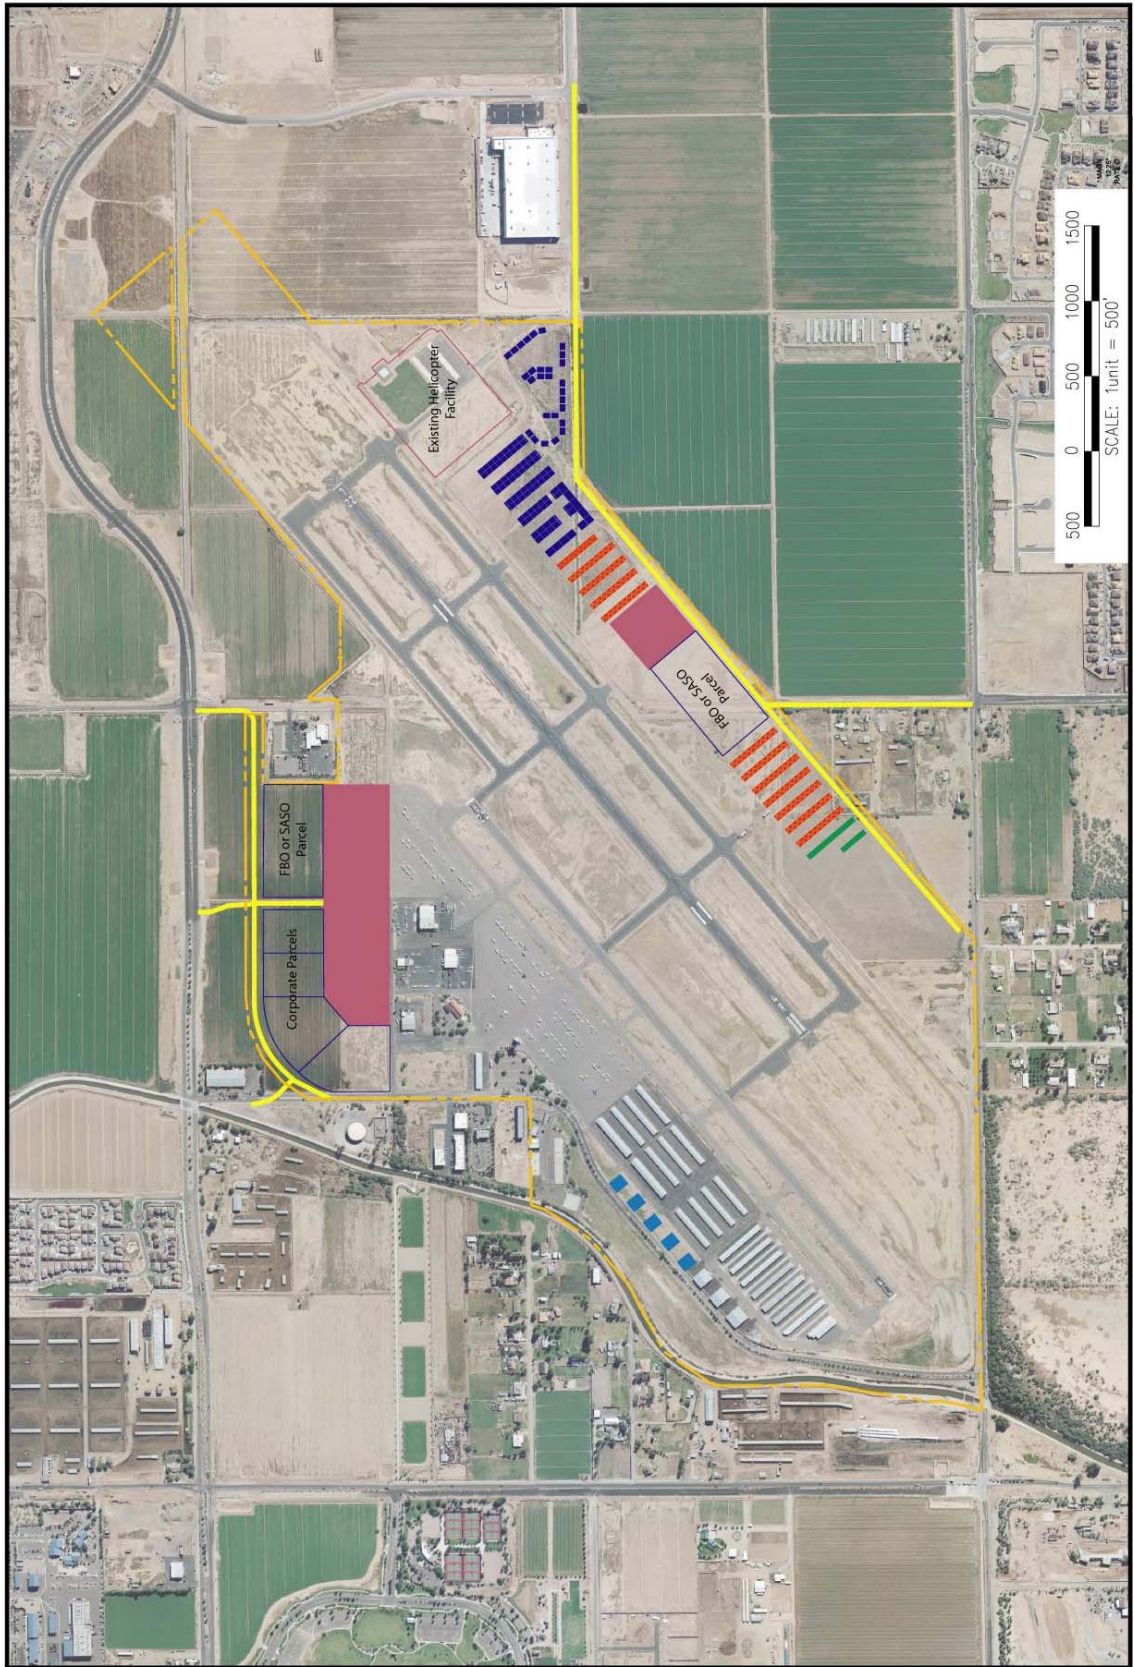 Existing Helicopter
Facility
FBO or SASO
Parcel
FBO or SASO
Parcel
Corporate Parcels
500 0 500 1000 1500
SCALE: 1unit = 500'